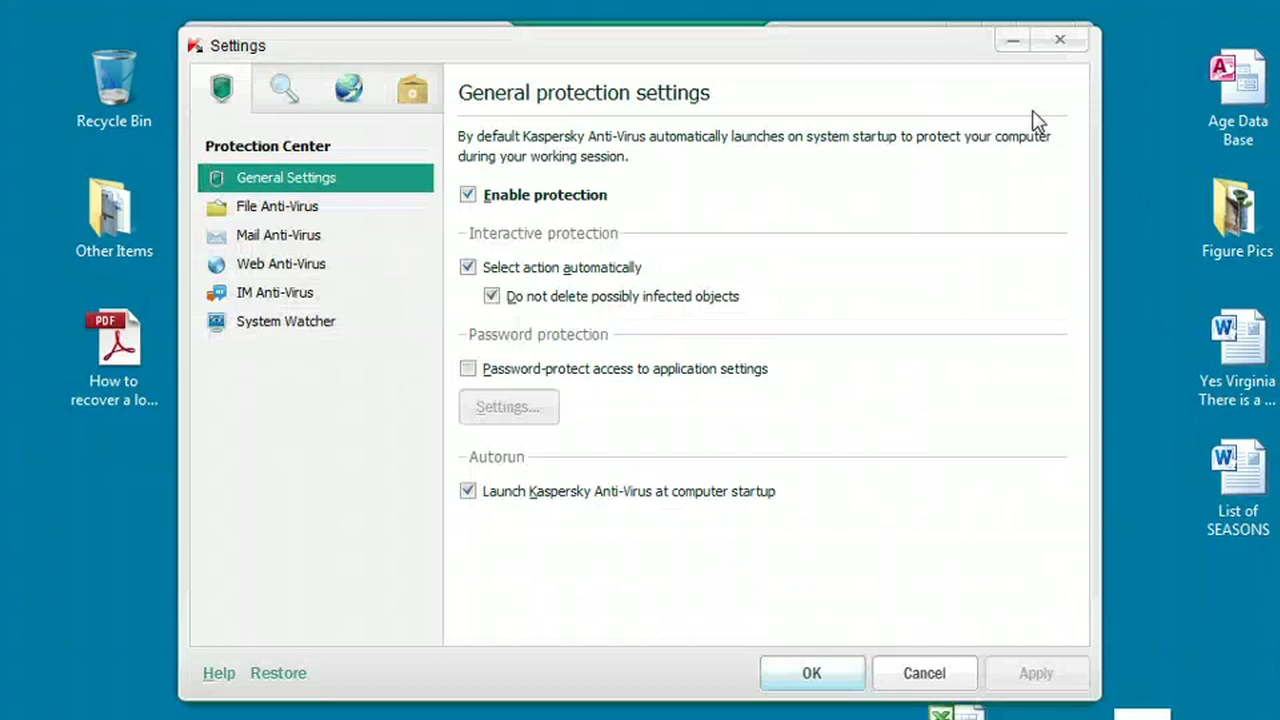 Settings
Recycle Bin
Other Items
PDF
How to
recover a lo...
Protection Center
General Settings
File Anti-Virus
Mail Anti-Virus
Web Anti-Virus
IM Anti-Virus
System Watcher
General protection settings
By default Kaspersky Anti-Virus automatically launches on system startup to protect your computer
during your working session.
Enable protection
Interactive protection
Select action automatically
Do not delete possibly infected objects
Password protection
Password-protect access to application settings
Settings...
Autorun
Launch Kaspersky Anti-Virus at computer startup
Help
Restore
OK
Cancel
Apply
Age Data
Base
Figure Pics
Yes Virginia
There is a ...
List of
SEASONS